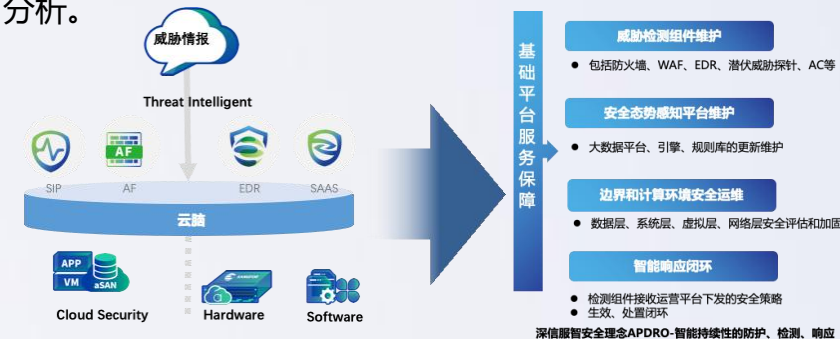 分析。
威胁情报
Threat Intelligent
AF
SIP
AF
EDR
SAAS
云脑
APP
VM
aSAN
Cloud Security
Hardware
Software
基础平台服务保障
威胁检测组件维护
● 包括防火墙、WAF、EDR、潜伏威胁探针、AC等
安全态势感知平台维护
● 大数据平台、引擎、规则库的更新维护
边界和计算环境安全运维
● 数据层、系统层、虚拟层、网络层安全评估和加固
智能响应闭环
● 检测组件接收运营平台下发的安全策略
● 生效、处置闭环
深信服智安全理念APDRO-智能持续性的防护、检测、响应